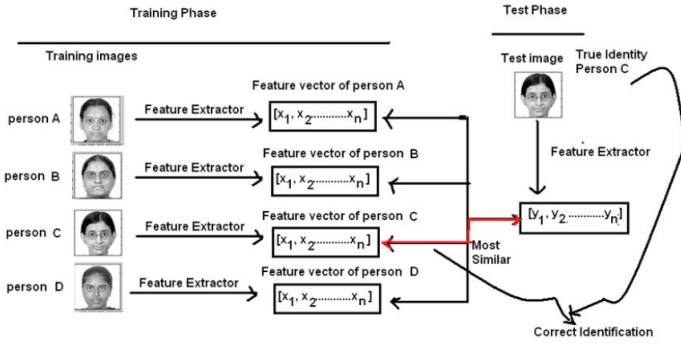 Training Phase
Test Phase
Training images
Test image
True Identity
Person C
Feature vector of person A
person A
Feature Extractor
[x1, x2...........xn]
Feature vector of person B
person B
Feature Extractor
[x1, x2...........xn]
Feature Extractor
Feature vector of person C
person C
Feature Extractor
[x1, x2...........xn]
[y1, y2............yn]
Most
Similar
Feature vector of person D
person D
Feature Extractor
[x1, x2...........xn]
Correct Identification